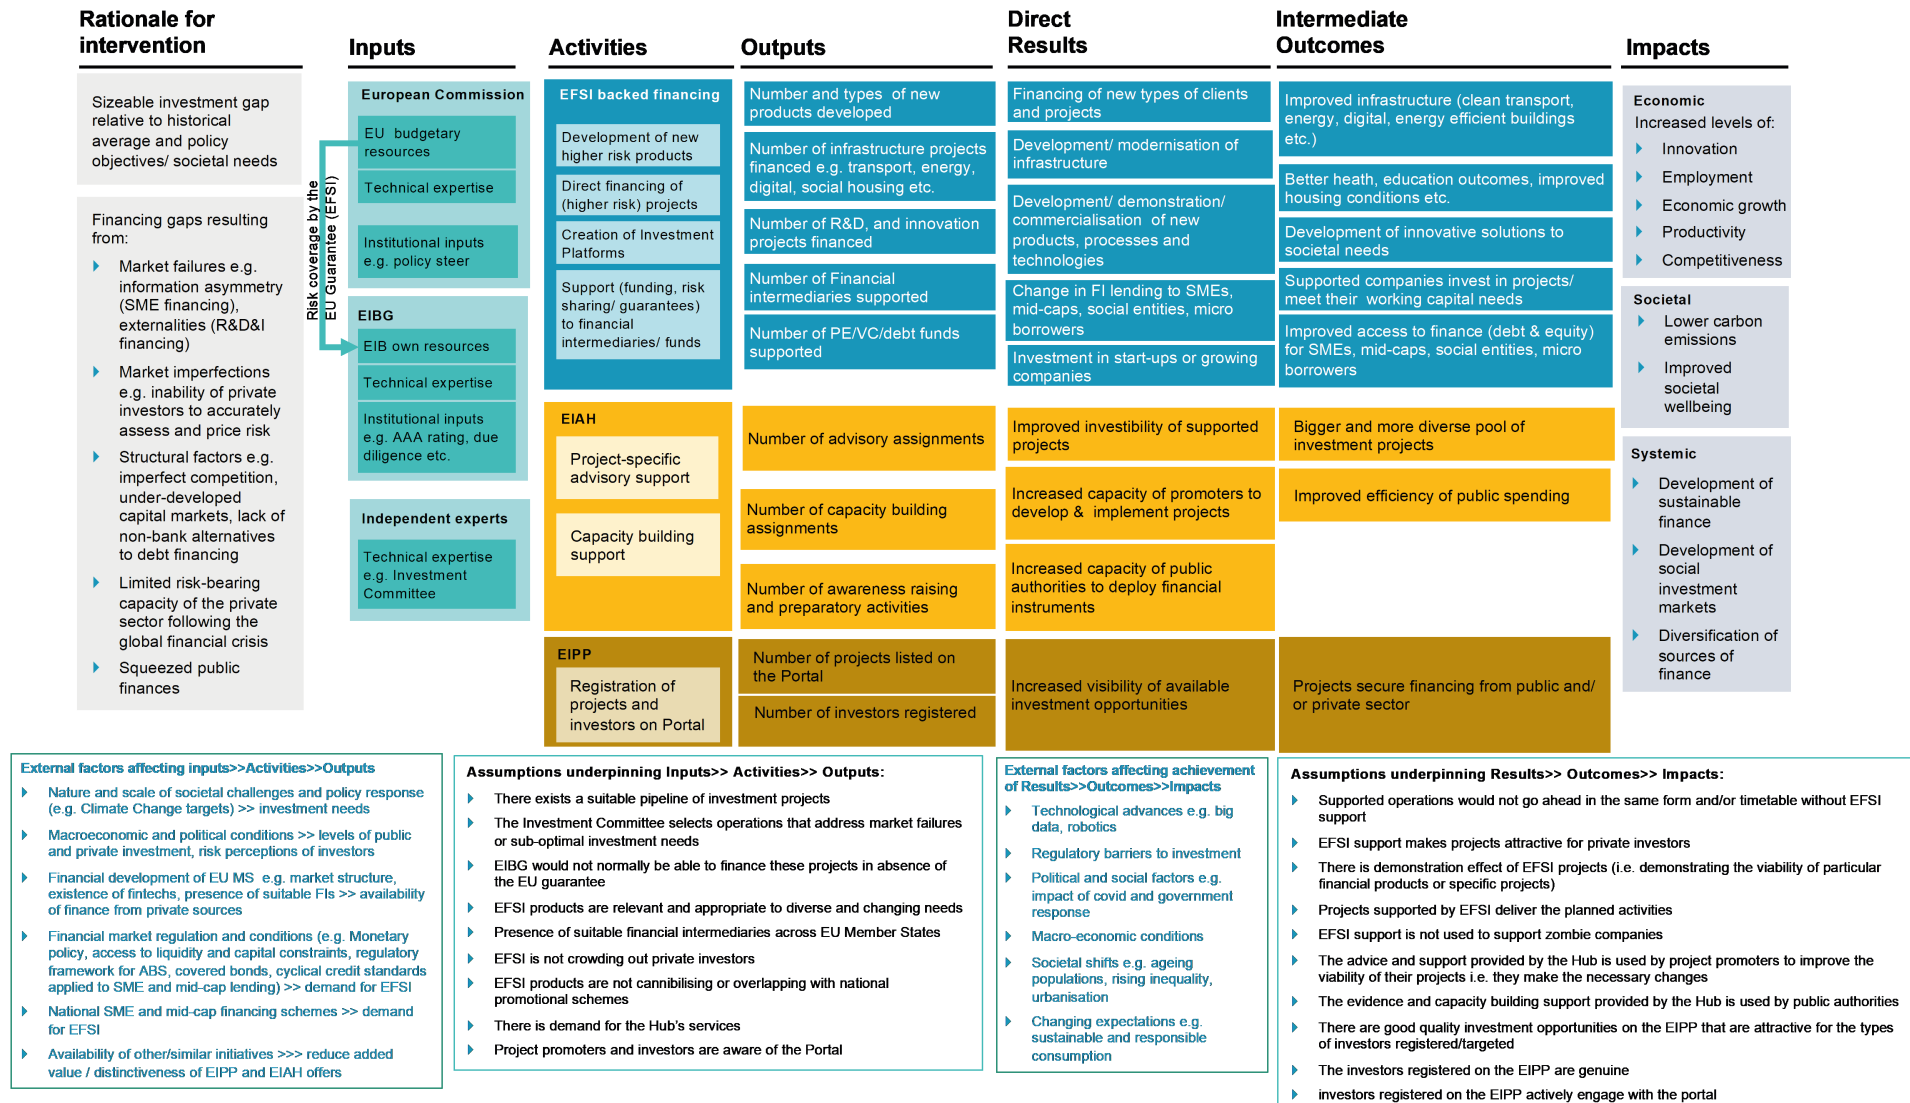 Rationale for
intervention
Inputs
Activities
Outputs
Direct
Results
Intermediate
Outcomes
Impacts
Sizeable investment gap
relative to historical
average and policy
objectives/ societal needs
Financing gaps resulting
from:
Market failures e.g.
information asymmetry
(SME financing),
externalities (R&D&I
financing)
Market imperfections
e.g. inability of private
investors to accurately
assess and price risk
Structural factors e.g.
imperfect competition,
under-developed
capital markets, lack of
non-bank alternatives
to debt financing
Limited risk-bearing
capacity of the private
sector following the
global financial crisis
Squeezed public
finances
Risk coverage by the
EU Guarantee (EFSI)
European Commission
EU budgetary
resources
Technical expertise
Institutional inputs
e.g. policy steer
EIBG
EIB own resources
Technical expertise
Institutional inputs
e.g. AAA rating, due
diligence etc.
Independent experts
Technical expertise
e.g. Investment
Committee
EFSI backed financing
Development of new
higher risk products
Direct financing of
(higher risk) projects
Creation of Investment
Platforms
Support (funding, risk
sharing/ guarantees)
to financial
intermediaries/ funds
EIAH
Project-specific
advisory support
Capacity building
support
EIPP
Registration of
projects and
investors on Portal
Number and types of new
products developed
Number of infrastructure projects
financed e.g. transport, energy,
digital, social housing etc.
Number of R&D, and innovation
projects financed
Number of Financial
intermediaries supported
Number of PE/VC/debt funds
supported
Number of advisory assignments
Number of capacity building
assignments
Number of awareness raising
and preparatory activities
Number of projects listed on
the Portal
Number of investors registered
Financing of new types of clients
and projects
Development/ modernisation of
infrastructure
Development/ demonstration/
commercialisation of new
products, processes and
technologies
Change in FI lending to SMEs,
mid-caps, social entities, micro
borrowers
Investment in start-ups or growing
companies
Improved investibility of supported
projects
Increased capacity of promoters to
develop & implement projects
Increased capacity of public
authorities to deploy financial
instruments
Increased visibility of available
investment opportunities
Improved infrastructure (clean transport,
energy, digital, energy efficient buildings
etc.)
Better heath, education outcomes, improved
housing conditions etc.
Development of innovative solutions to
societal needs
Supported companies invest in projects/
meet their working capital needs
Improved access to finance (debt & equity)
for SMEs, mid-caps, social entities, micro
borrowers
Bigger and more diverse pool of
investment projects
Improved efficiency of public spending
Projects secure financing from public and/
or private sector
Economic
Increased levels of:
Innovation
Employment
Economic growth
Productivity
Competitiveness
Societal
Lower carbon
emissions
Improved
societal
wellbeing
Systemic
Development of
sustainable
finance
Development of
social
investment
markets
Diversification of
sources of
finance
External factors affecting inputs>>Activities>>Outputs
Nature and scale of societal challenges and policy response
(e.g. Climate Change targets) >> investment needs
Macroeconomic and political conditions >> levels of public
and private investment, risk perceptions of investors
Financial development of EU MS e.g. market structure,
existence of fintechs, presence of suitable FIs >> availability
of finance from private sources
Financial market regulation and conditions (e.g. Monetary
policy, access to liquidity and capital constraints, regulatory
framework for ABS, covered bonds, cyclical credit standards
applied to SME and mid-cap lending) >> demand for EFSI
National SME and mid-cap financing schemes >> demand
for EFSI
Availability of other/similar initiatives >>> reduce added
value / distinctiveness of EIPP and EIAH offers
Assumptions underpinning Inputs>> Activities>> Outputs:
There exists a suitable pipeline of investment projects
The Investment Committee selects operations that address market failures
or sub-optimal investment needs
EIBG would not normally be able to finance these projects in absence of
the EU guarantee
EFSI products are relevant and appropriate to diverse and changing needs
Presence of suitable financial intermediaries across EU Member States
EFSI is not crowding out private investors
EFSI products are not cannibilising or overlapping with national
promotional schemes
There is demand for the Hub's services
Project promoters and investors are aware of the Portal
External factors affecting achievement
of Results>>Outcomes>>Impacts
Technological advances e.g. big
data, robotics
Regulatory barriers to investment
Political and social factors e.g.
impact of covid and government
response
Macro-economic conditions
Societal shifts e.g. ageing
populations, rising inequality,
urbanisation
Changing expectations e.g.
sustainable and responsible
consumption
Assumptions underpinning Results>> Outcomes>> Impacts:
Supported operations would not go ahead in the same form and/or timetable without EFSI
support
EFSI support makes projects attractive for private investors
There is demonstration effect of EFSI projects (i.e. demonstrating the viability of particular
financial products or specific projects)
Projects supported by EFSI deliver the planned activities
EFSI support is not used to support zombie companies
The advice and support provided by the Hub is used by project promoters to improve the
viability of their projects i.e. they make the necessary changes
The evidence and capacity building support provided by the Hub is used by public authorities
There are good quality investment opportunities on the EIPP that are attractive for the types
of investors registered/targeted
The investors registered on the EIPP are genuine
investors registered on the EIPP actively engage with the portal